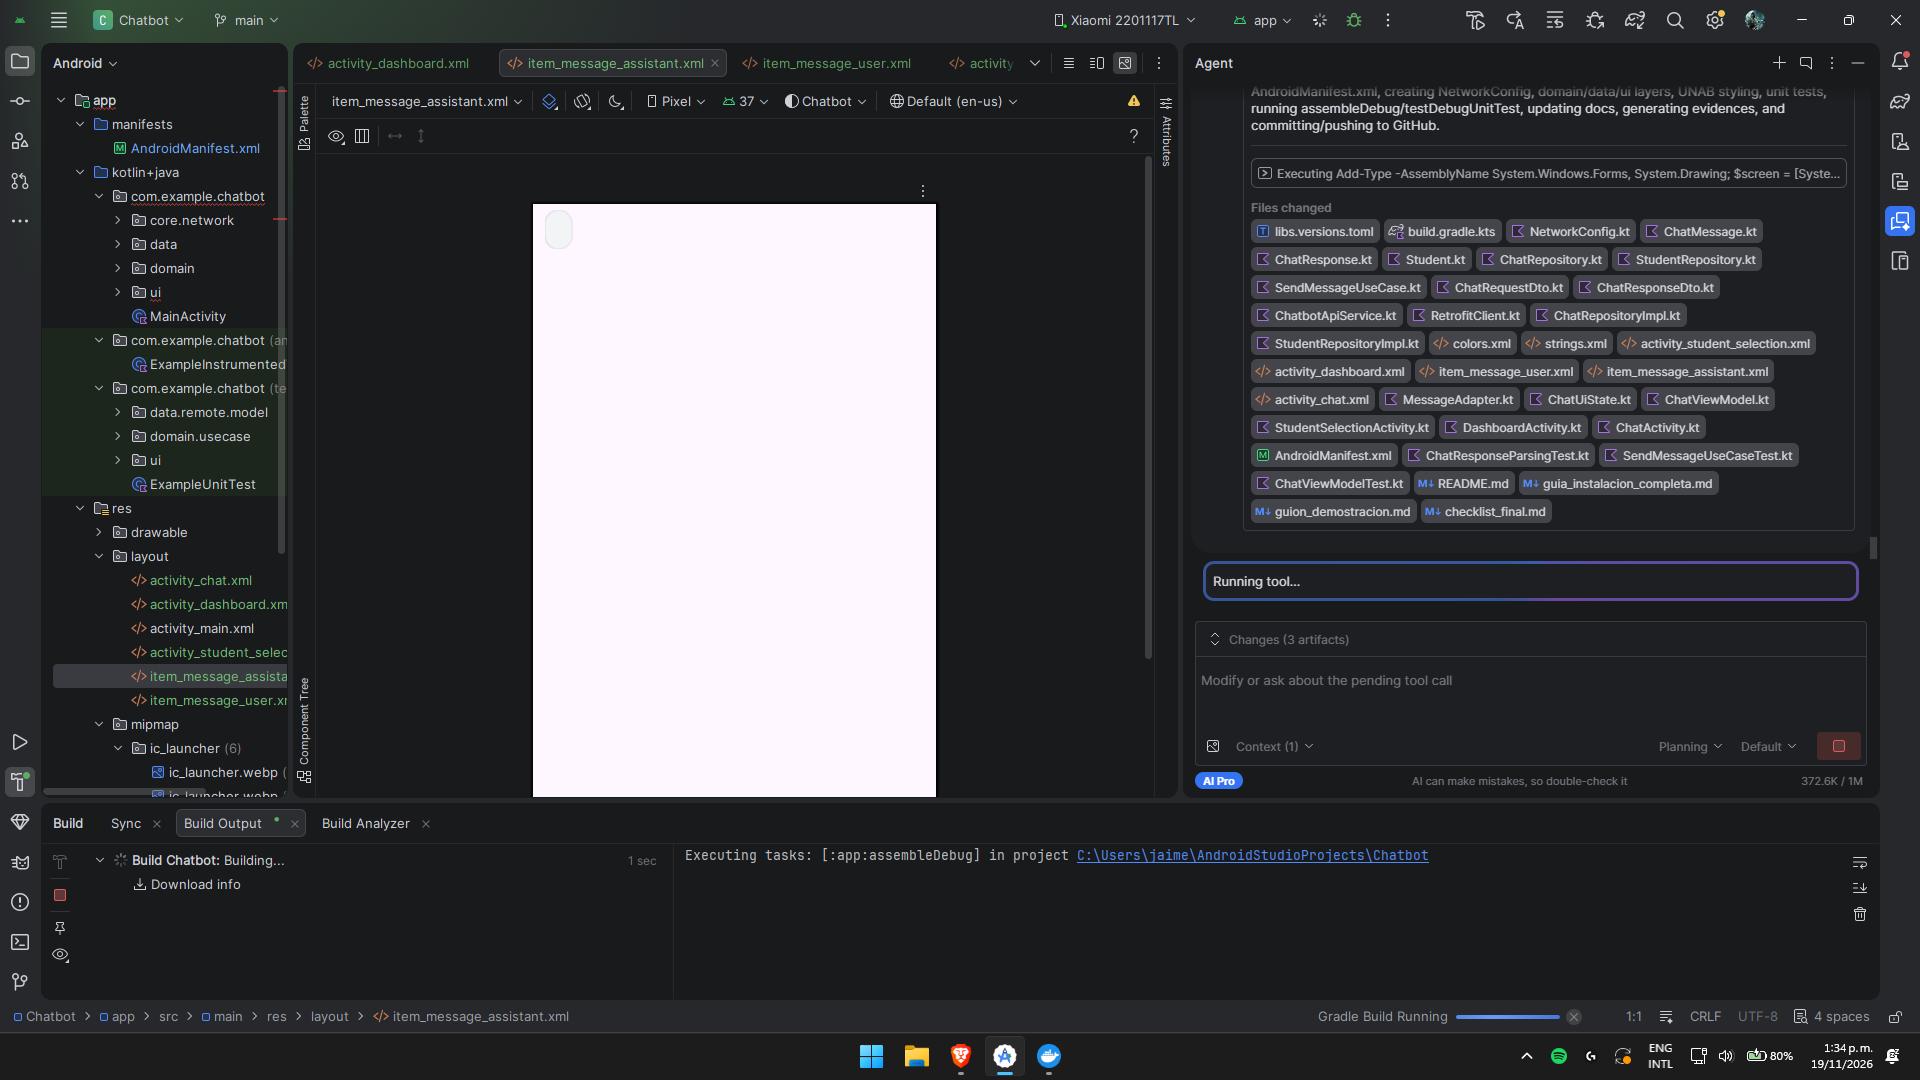 C Chatbot main Xiaomi 2201117TL app
Android
app
manifests
AndroidManifest.xml
kotlin+java
com.example.chatbot
core.network
data
domain
ui
MainActivity
com.example.chatbot (an
ExampleInstrumented
com.example.chatbot (te
data.remote.model
domain.usecase
ui
ExampleUnitTest
res
drawable
layout
activity_chat.xml
activity_dashboard.xm
activity_main.xml
activity_student_selec
item_message_assista
item_message_user.x
mipmap
ic_launcher (6)
ic_launcher.webp (
ic_launcher.webp
activity_dashboard.xml item_message_assistant.xml item_message_user.xml activity
item_message_assistant.xml Pixel 37 Chatbot Default (en-us)
Palette
Component Tree
Attributes
?
Agent
AndroidManifest.xml, creating NetworkConfig, domain/data/ui layers, UNAB styling, unit tests,
running assembleDebug/testDebugUnitTest, updating docs, generating evidences, and
committing/pushing to GitHub.
Executing Add-Type -AssemblyName System.Windows.Forms, System.Drawing; $screen = [Syste...
Files changed
libs.versions.toml build.gradle.kts NetworkConfig.kt ChatMessage.kt
ChatResponse.kt Student.kt ChatRepository.kt StudentRepository.kt
SendMessageUseCase.kt ChatRequestDto.kt ChatResponseDto.kt
ChatbotApiService.kt RetrofitClient.kt ChatRepositoryImpl.kt
StudentRepositoryImpl.kt colors.xml strings.xml activity_student_selection.xml
activity_dashboard.xml item_message_user.xml item_message_assistant.xml
activity_chat.xml MessageAdapter.kt ChatUiState.kt ChatViewModel.kt
StudentSelectionActivity.kt DashboardActivity.kt ChatActivity.kt
AndroidManifest.xml ChatResponseParsingTest.kt SendMessageUseCaseTest.kt
ChatViewModelTest.kt M↓ README.md M↓ guia_instalacion_completa.md
M↓ guion_demostracion.md M↓ checklist_final.md
Running tool...
Changes (3 artifacts)
Modify or ask about the pending tool call
Context (1) Planning Default
AI Pro AI can make mistakes, so double-check it 372.6K / 1M
Build Sync Build Output Build Analyzer
Build Chatbot: Building... 1 sec
Download info
Executing tasks: [:app:assembleDebug] in project C:\Users\jaime\AndroidStudioProjects\Chatbot
Chatbot > app > src > main > res > layout > item_message_assistant.xml Gradle Build Running 1:1 CRLF UTF-8 4 spaces
ENG
INTL
80%
1:34 p. m.
19/11/2026